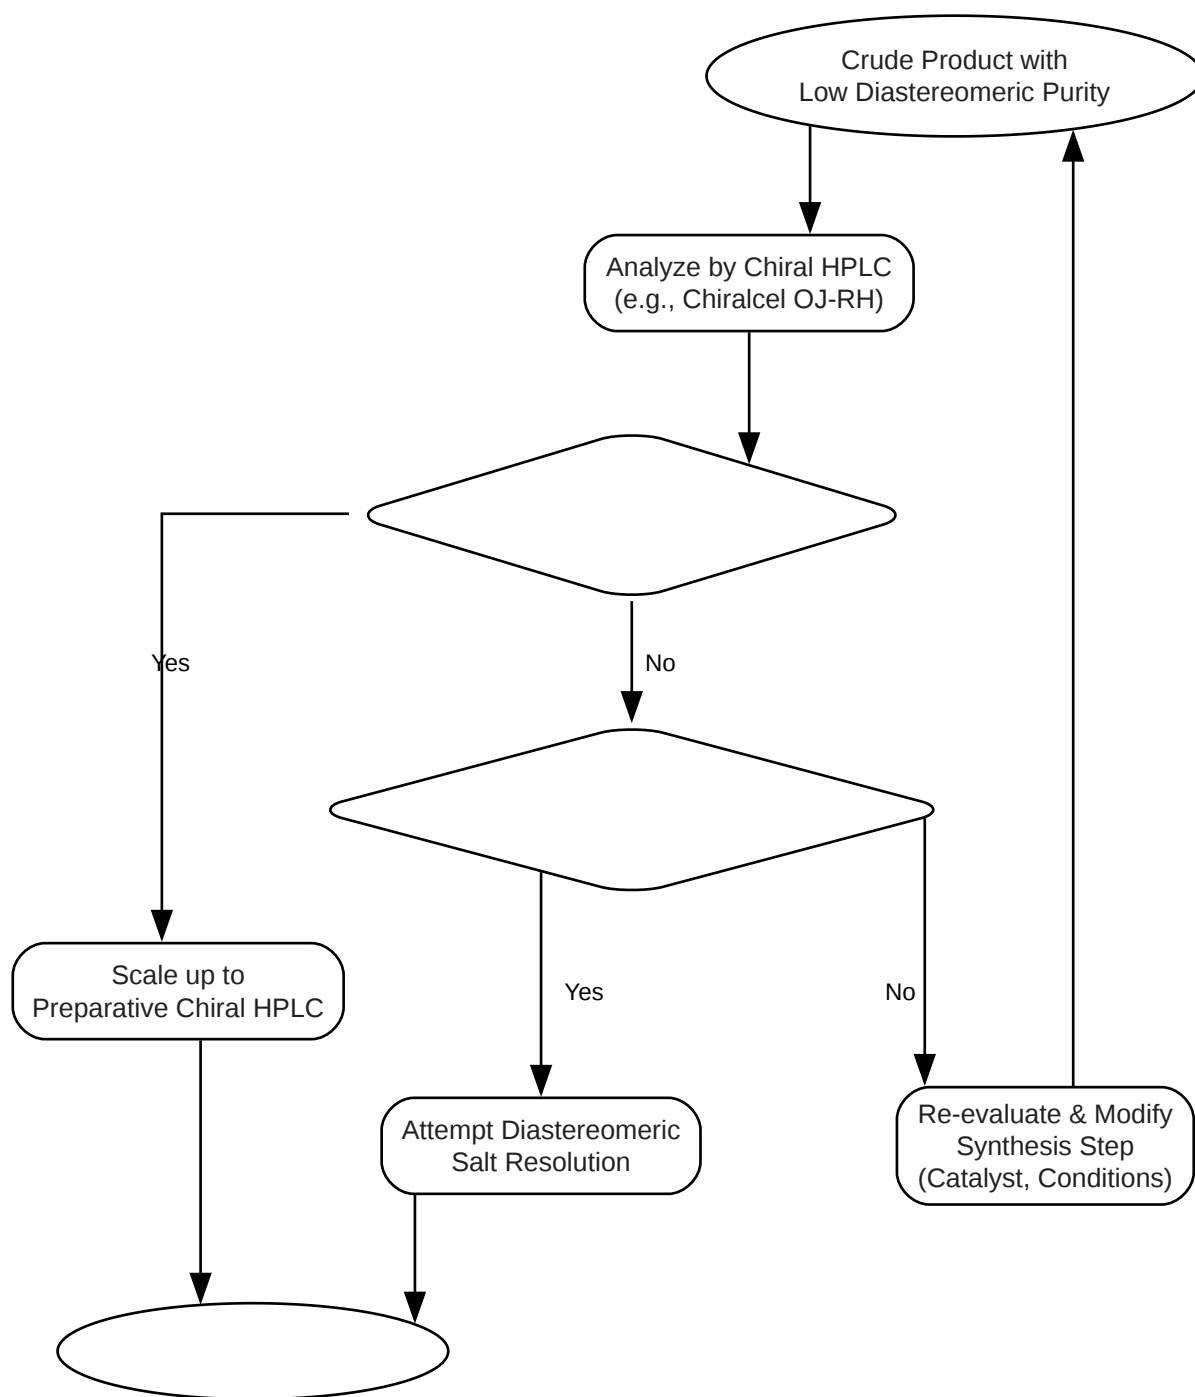 Crude Product with
Low Diastereomeric Purity
Analyze by Chiral HPLC
(e.g., Chiralcel OJ-RH)
Yes
No
Scale up to
Preparative Chiral HPLC
Yes
No
Attempt Diastereomeric
Salt Resolution
Re-evaluate & Modify
Synthesis Step
(Catalyst, Conditions)